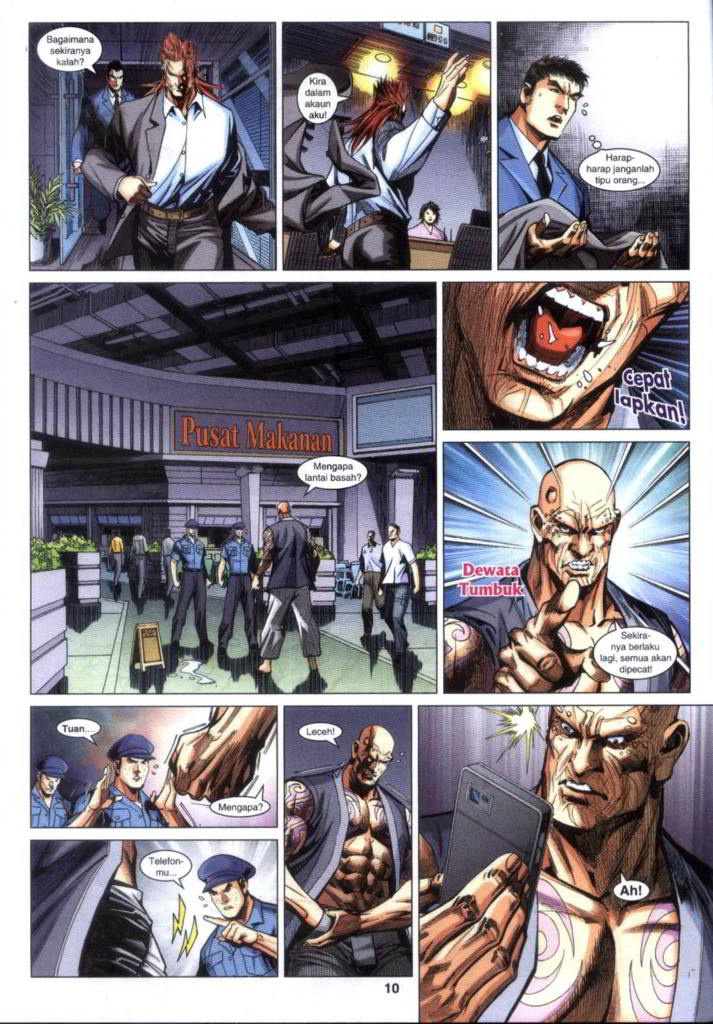 Bagaimana
sekiranya
kalah?
Kira
dalam
akaun
aku!
Harap-
harap janganlah
tipu orang...
Pusat Makanan
Mengapa
lantai basah?
Cepat
lapkan!
Dewata
Tumbuk
Sekira-
nya berlaku
lagi, semua akan
dipecat!
Tuan....
Mengapa?
Telefon-
mu...
Leceh!
Ah!
10